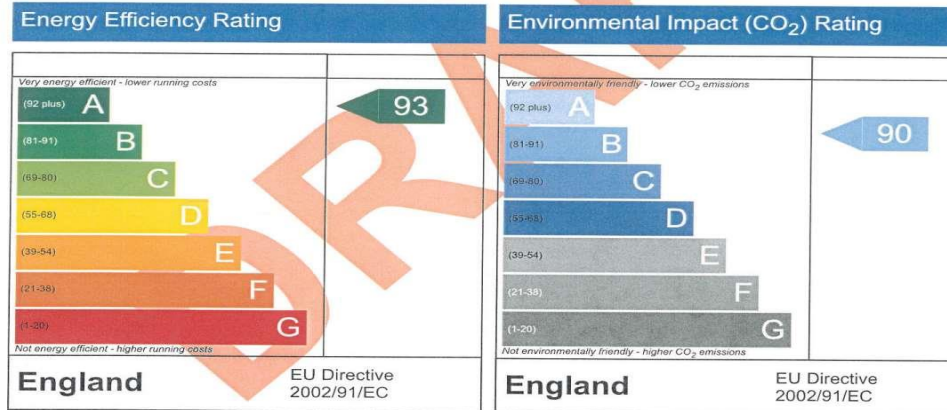 Energy Efficiency Rating
Very energy efficient - lower running costs
(92 plus) A
93
(81-91) B
(69-80) C
(55-68) D
(39-54) E
(21-38) F
(1-20) G
Not energy efficient - higher running costs
England
EU Directive
2002/91/EC
Environmental Impact (CO₂) Rating
Very environmentally friendly - lower CO₂ emissions
(92 plus) A
(81-91) B
90
(69-80) C
(55-68) D
(39-54) E
(21-38) F
(1-20) G
Not environmentally friendly - higher CO₂ emissions
England
EU Directive
2002/91/EC